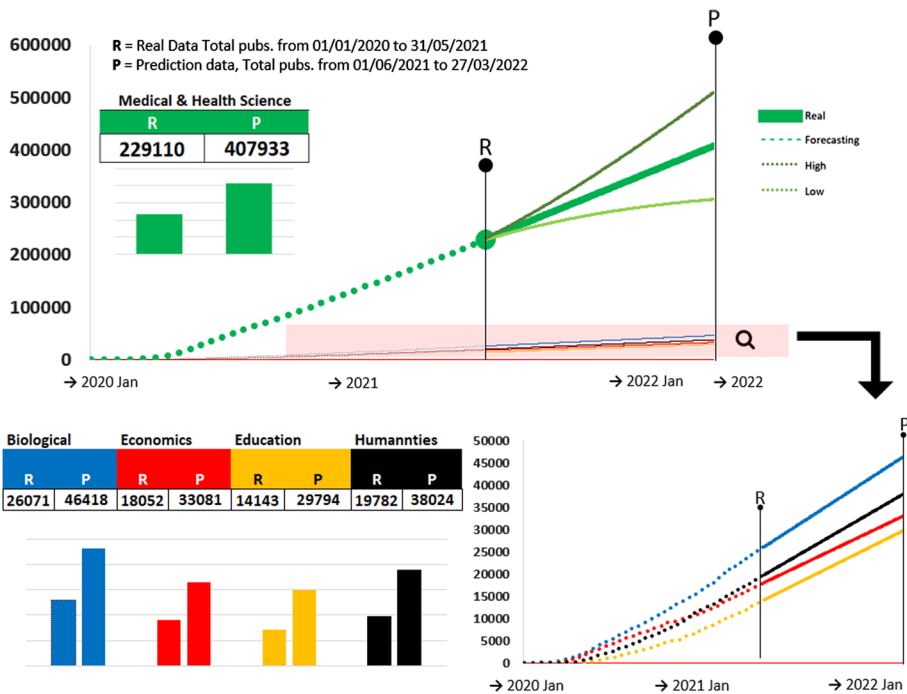 P
600000
R = Real Data Total pubs. from 01/01/2020 to 31/05/2021
P = Prediction data, Total pubs. from 01/06/2021 to 27/03/2022
500000
Medical & Health Science
R P
229110 407933
Real
Forecasting
High
Low
400000
R
300000
200000
100000
0
→ 2020 Jan → 2021 → 2022 Jan → 2022
Biological Economics Education Humannties
R P R P R P R P
26071 46418 18052 33081 14143 29794 19782 38024
P
50000
45000
40000
35000
R
30000
25000
20000
15000
10000
5000
0
→ 2020 Jan → 2021 Jan → 2022 Jan